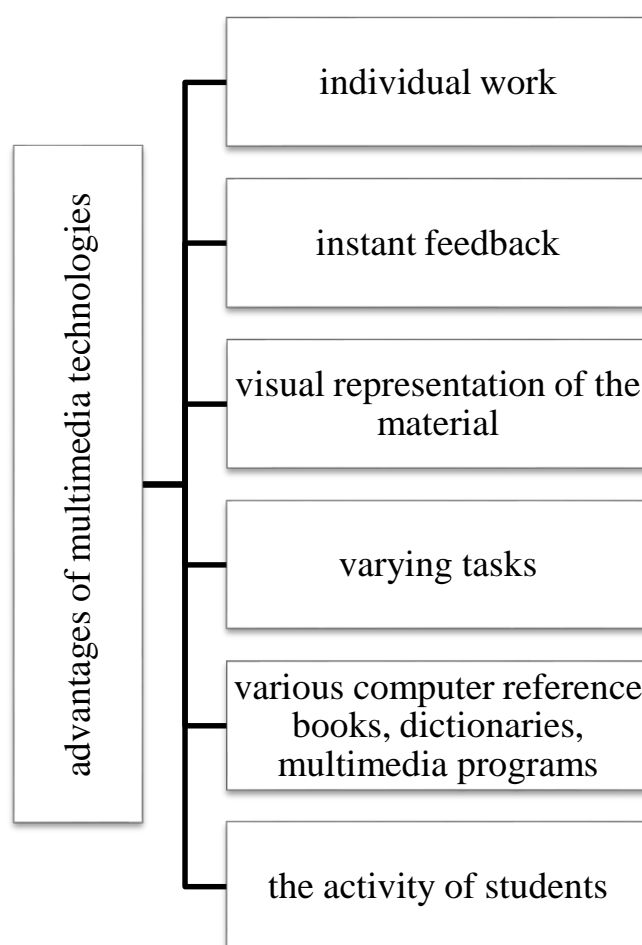 advantages of multimedia technologies
individual work
instant feedback
visual representation of the
material
varying tasks
various computer reference
books, dictionaries,
multimedia programs
the activity of students